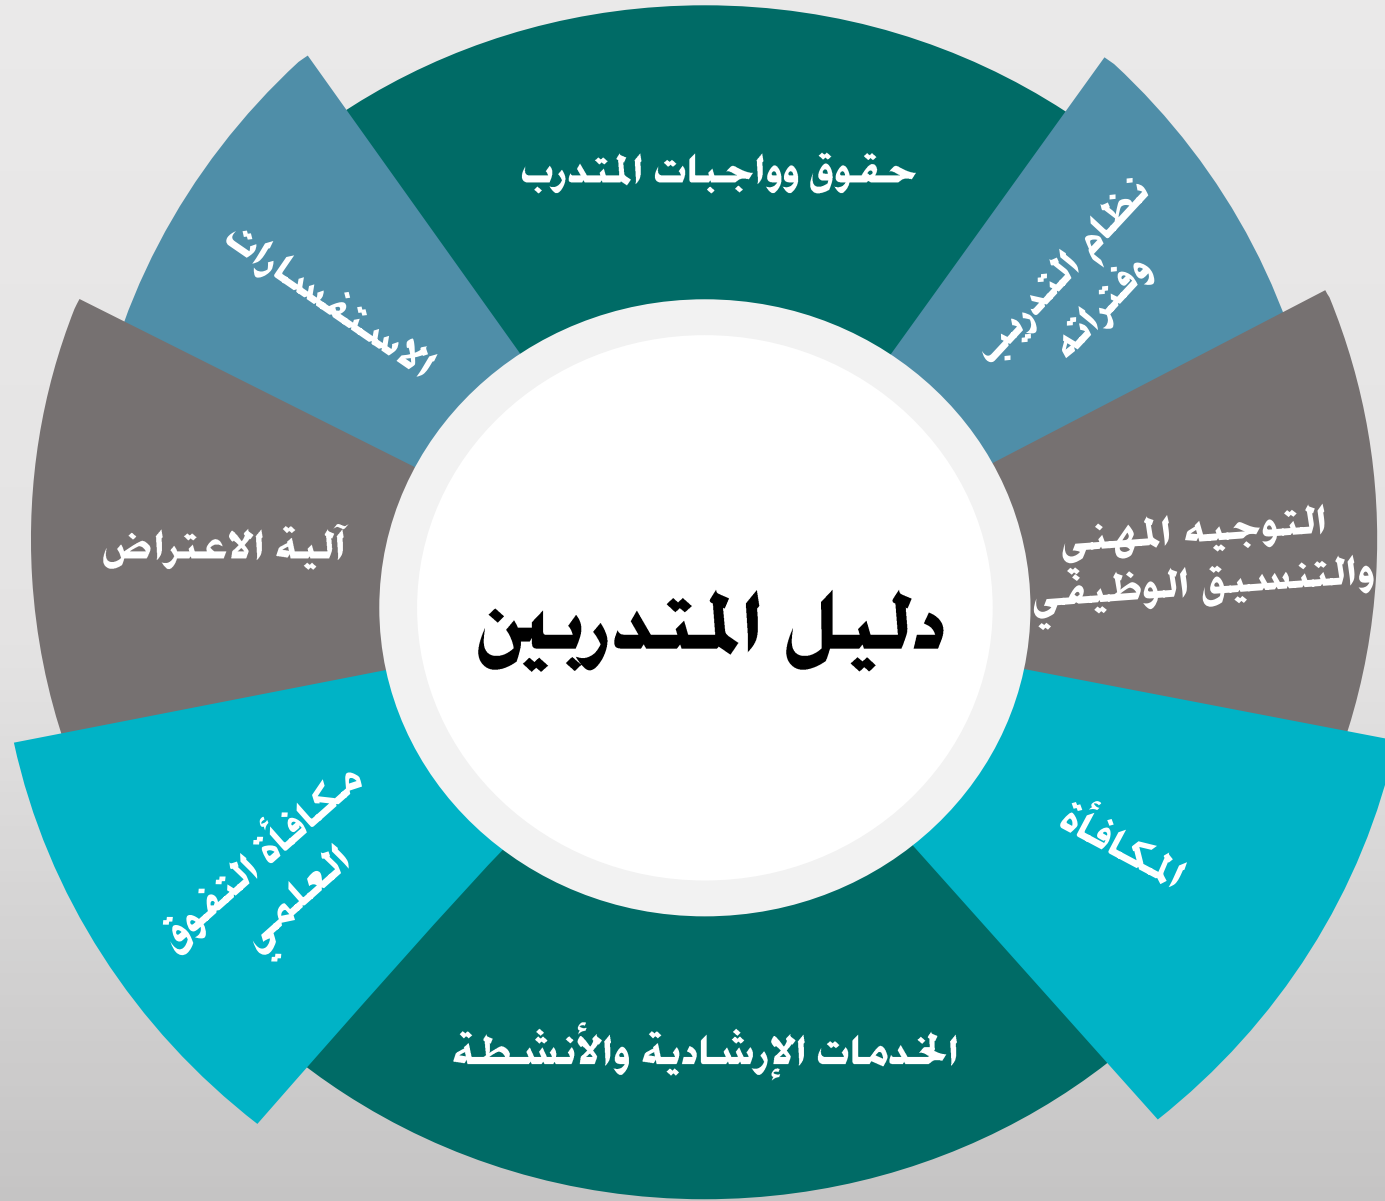 حقوق وواجبات المتدرب
نظام التدريب
وفتراته
التوجيه المهني
والتنسيق الوظيفي
المكافأة
الخدمات الإرشادية والأنشطة
مكافأة التفوق
العلمي
آلية الاعتراض
الاستفسارات
دليل المتدربين